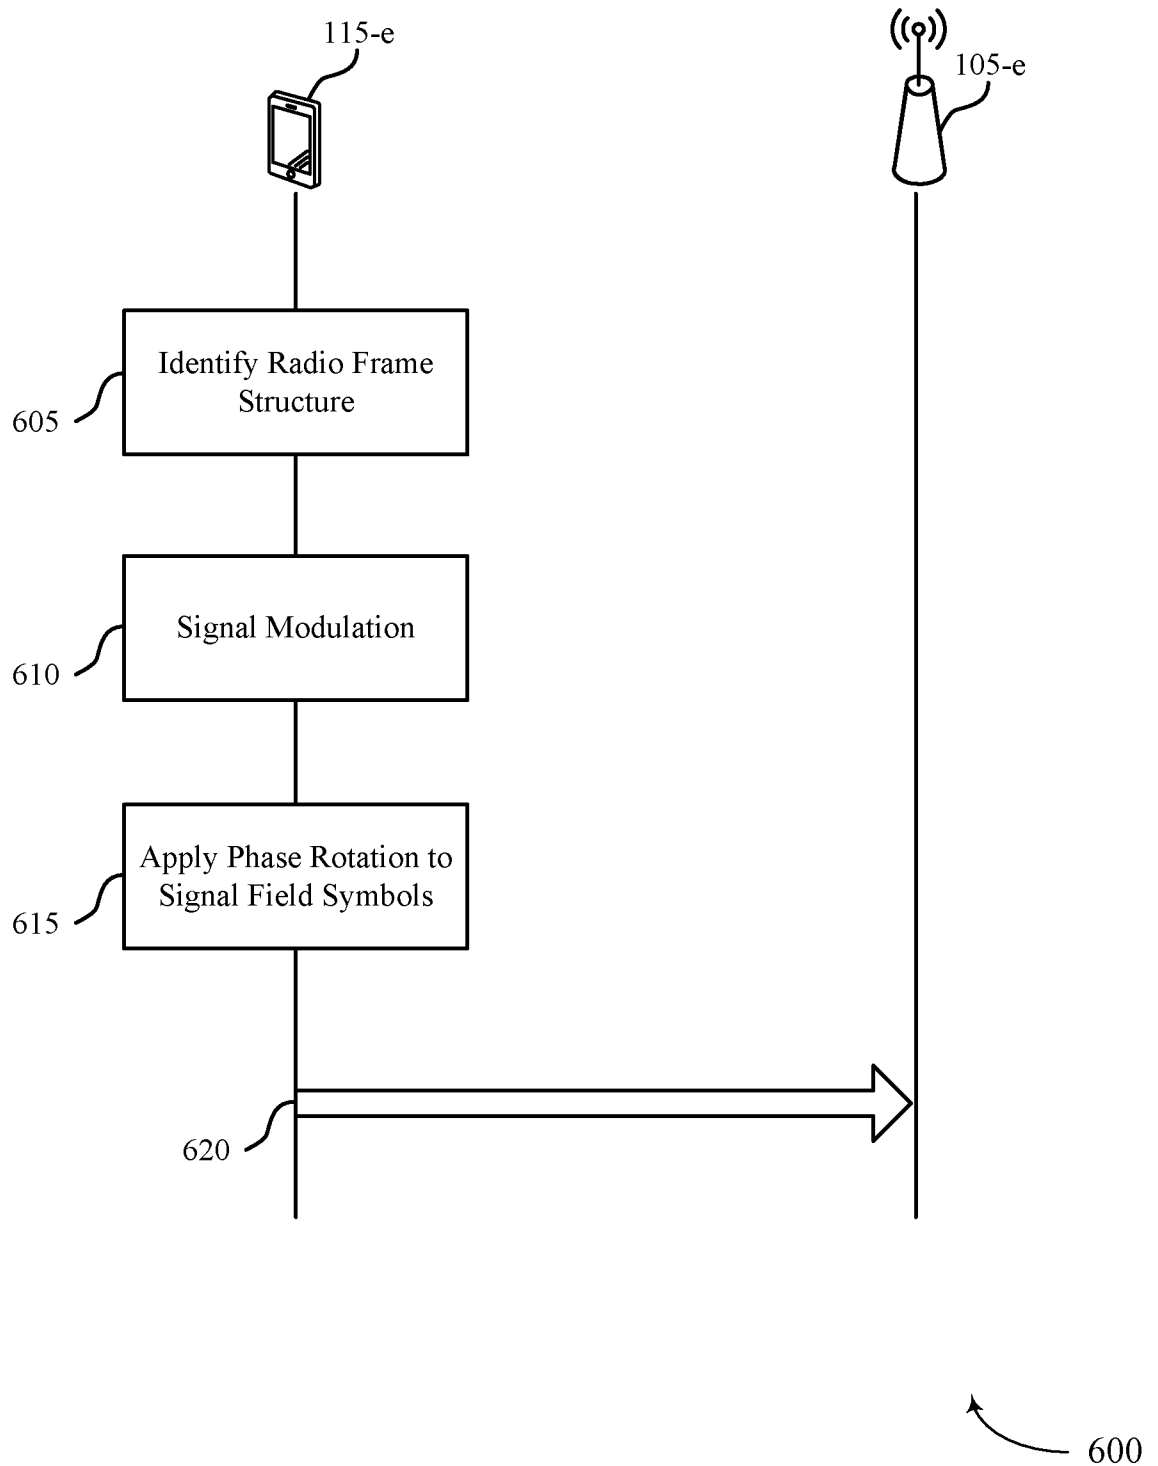 115-e
105-e
Identify Radio Frame
Structure
605
Signal Modulation
610
Apply Phase Rotation to
Signal Field Symbols
615
620
600